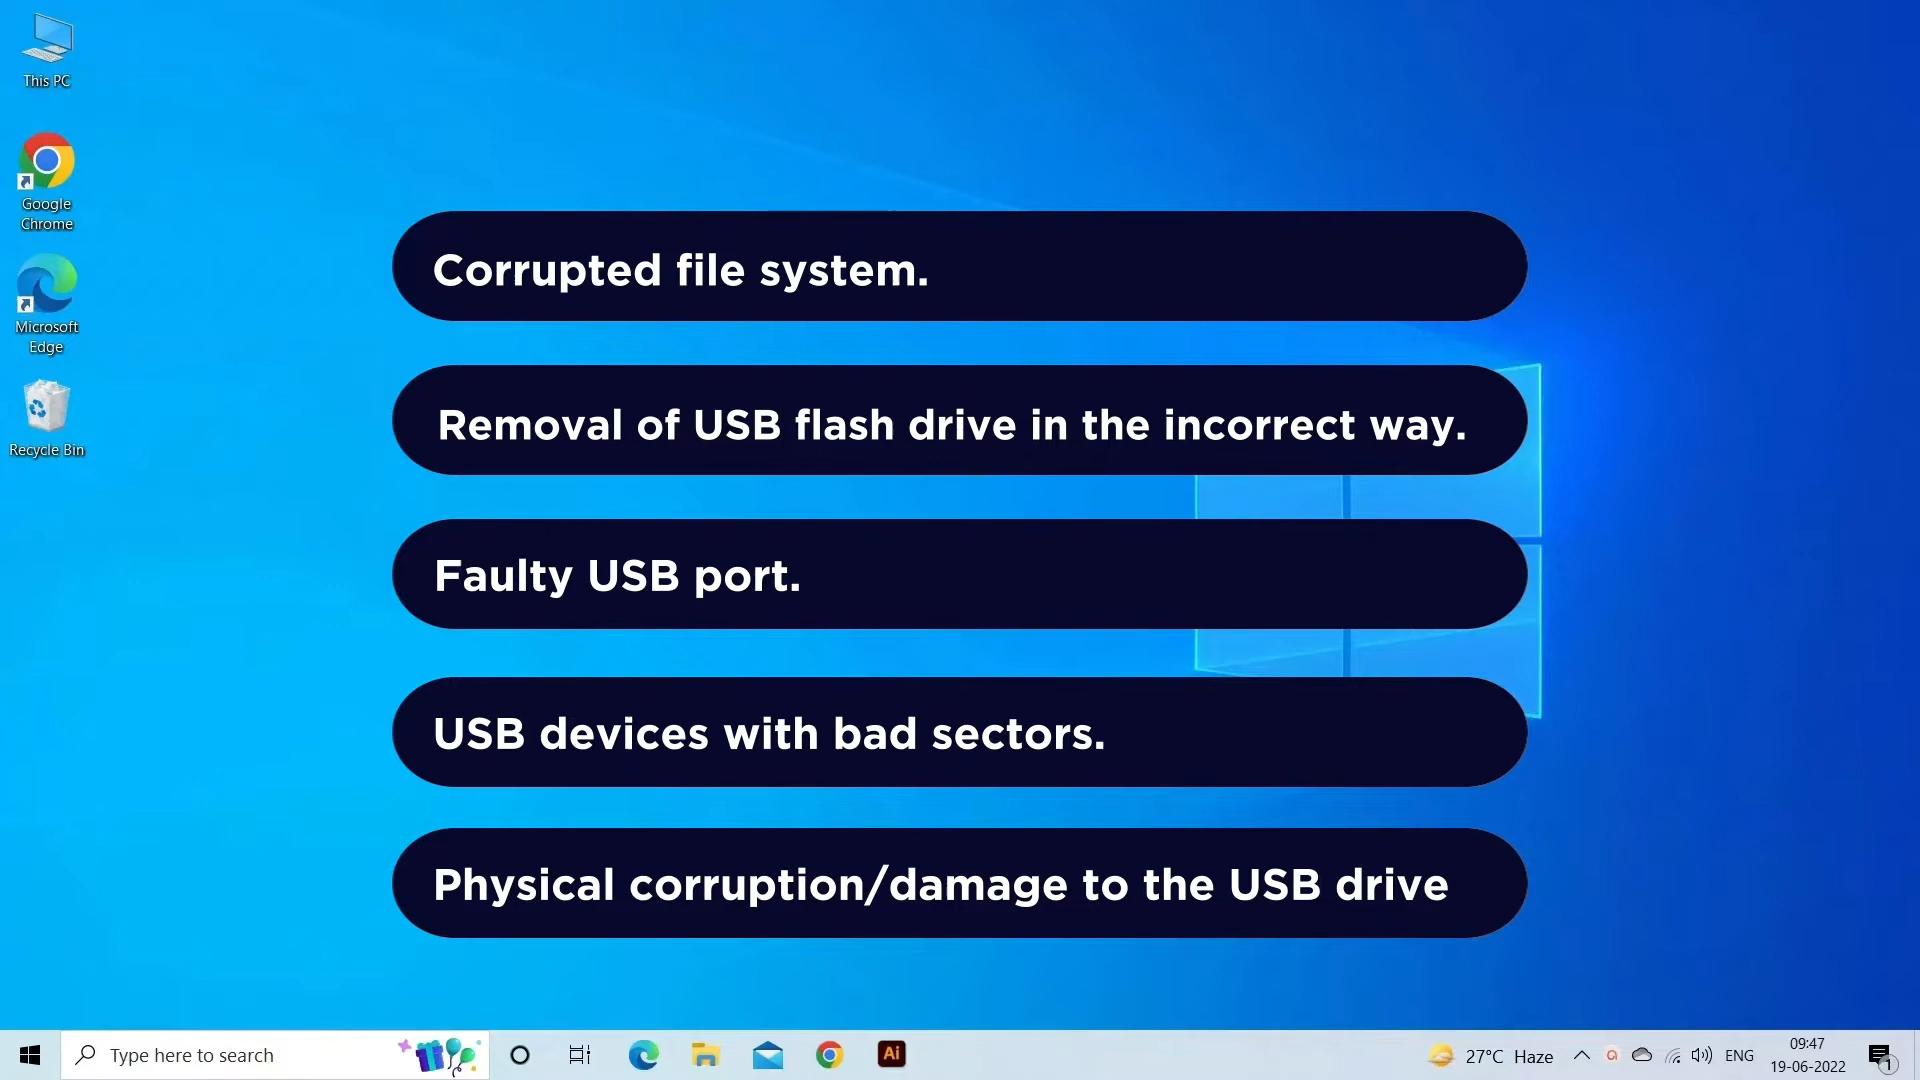 This PC
Google
Chrome
Microsoft
Edge
Recycle Bin
Corrupted file system.
Removal of USB flash drive in the incorrect way.
Faulty USB port.
USB devices with bad sectors.
Physical corruption/damage to the USB drive
Type here to search
Ai
27°C Haze
ENG
09:47
19-06-2022
1